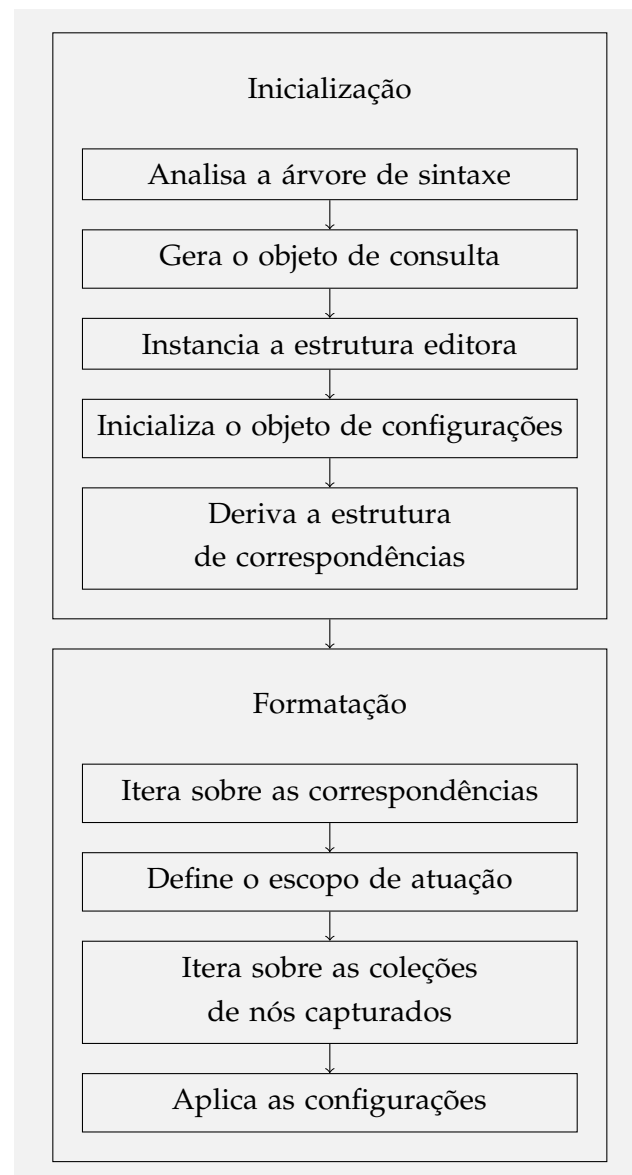 Inicialização
Analisa a árvore de sintaxe
Gera o objeto de consulta
Instancia a estrutura editora
Inicializa o objeto de configurações
Deriva a estrutura
de correspondências
Formatação
Itera sobre as correspondências
Define o escopo de atuação
Itera sobre as coleções
de nós capturados
Aplica as configurações